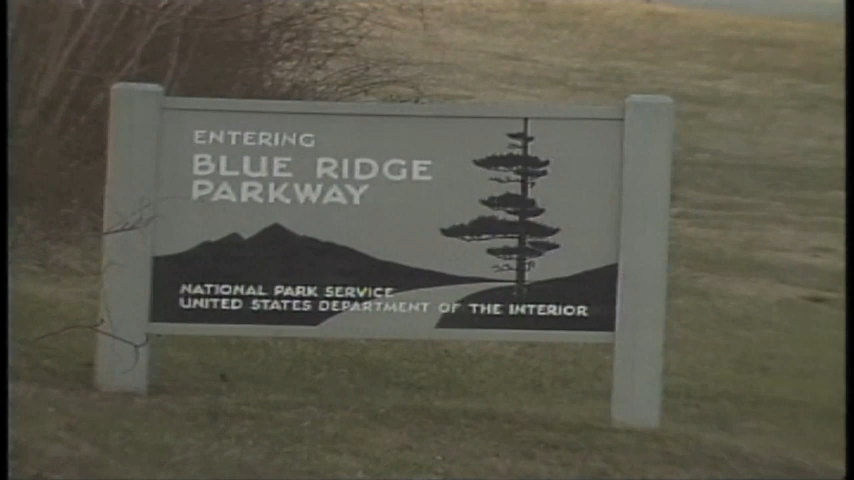 ENTERING
BLUE RIDGE
PARKWAY
NATIONAL PARK SERVICE
UNITED STATES DEPARTMENT OF THE INTERIOR